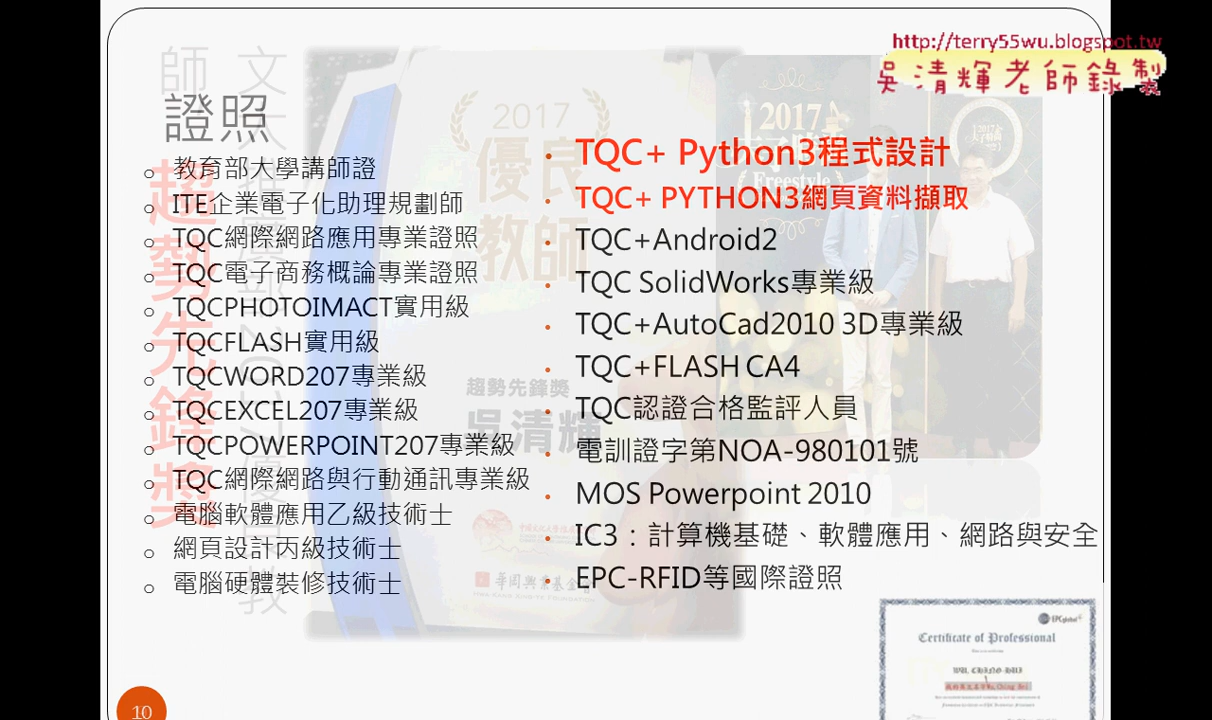 http://terry55wu.blogspot.tw
吳清輝老師錄製
證照
教育部大學講師證
ITE企業電子化助理規劃師
TQC網際網路應用專業證照
TQC電子商務概論專業證照
TQCPHOTOIMACT實用級
TQCFLASH實用級
TQCWORD207專業級
TQCEXCEL207專業級
TQCPOWERPOINT207專業級
TQC網際網路與行動通訊專業級
電腦軟體應用乙級技術士
網頁設計丙級技術士
電腦硬體裝修技術士
TQC+ Python3程式設計
TQC+ PYTHON3網頁資料擷取
TQC+Android2
TQC SolidWorks專業級
TQC+AutoCad2010 3D專業級
TQC+FLASH CA4
TQC認證合格監評人員
電訓證字第NOA-980101號
MOS Powerpoint 2010
IC3：計算機基礎、軟體應用、網路與安全
EPC-RFID等國際證照
超勢先鋒獎
2017
優良
教師
趨勢先鋒獎
吳清輝
2017
Freestyle
EPCglobal
Certificate of Professional
WU, CHING-HUI
10